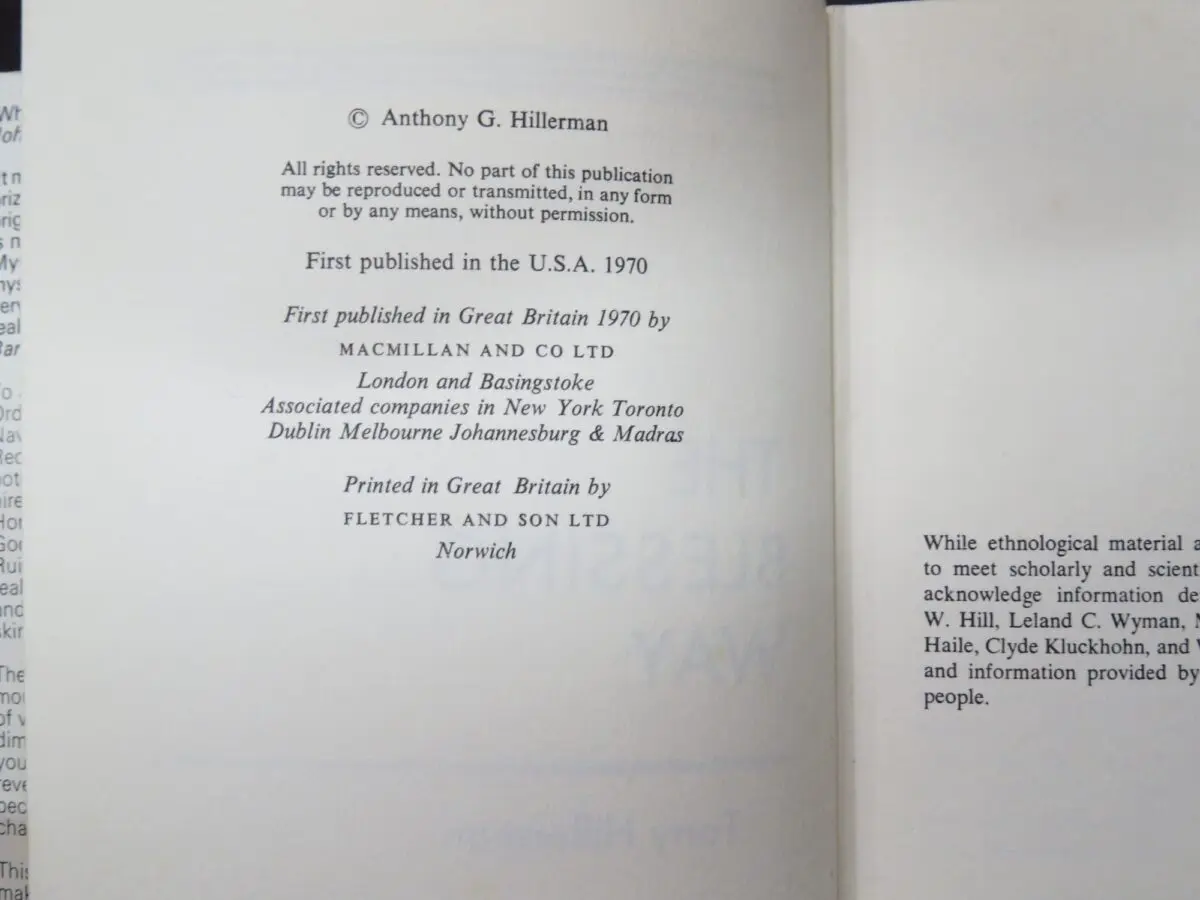 © Anthony G. Hillerman
All rights reserved. No part of this publication
may be reproduced or transmitted, in any form
or by any means, without permission.
First published in the U.S.A. 1970
First published in Great Britain 1970 by
MACMILLAN AND CO LTD
London and Basingstoke
Associated companies in New York Toronto
Dublin Melbourne Johannesburg & Madras
Printed in Great Britain by
FLETCHER AND SON LTD
Norwich
While ethnological material
to meet scholarly and
acknowledge information
W. Hill, Leland C. Wyman,
Haile, Clyde Kluckhohn, and
and information provided by
people.